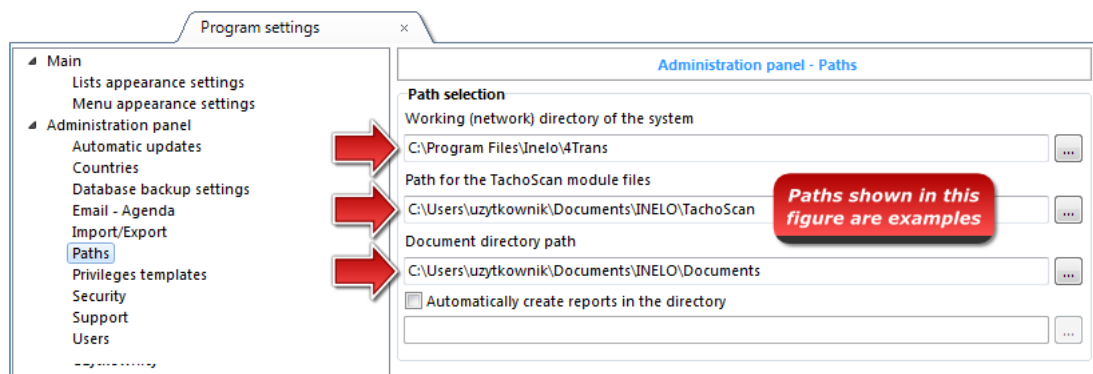 Program settings
Main
Lists appearance settings
Menu appearance settings
Administration panel
Automatic updates
Countries
Database backup settings
Email - Agenda
Import/Export
Paths
Privileges templates
Security
Support
Users
Administration panel - Paths
Path selection
Working (network) directory of the system
C:\Program Files\Inelo\4Trans
...
Path for the TachoScan module files
C:\Users\uzytkownik\Documents\INELO\TachoScan
...
Paths shown in this
figure are examples
Document directory path
C:\Users\uzytkownik\Documents\INELO\Documents
...
Automatically create reports in the directory
...